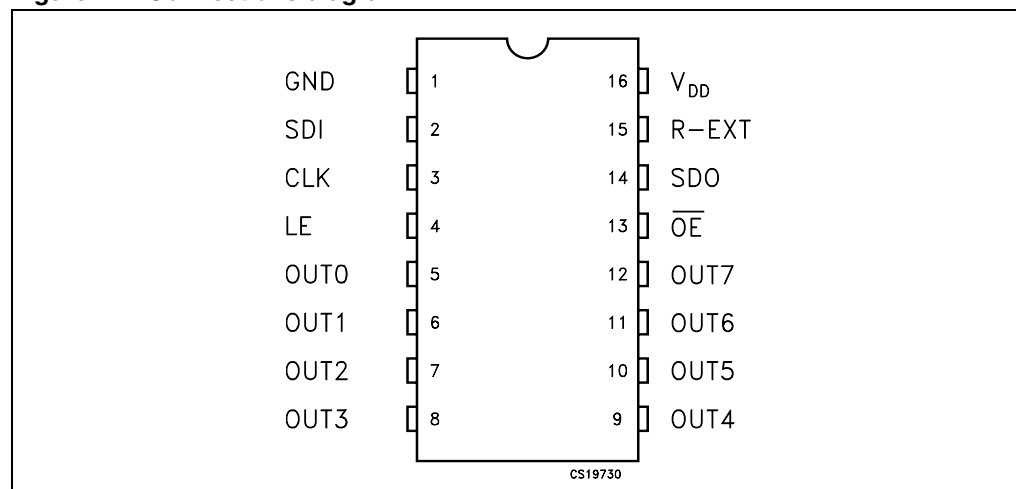 GND 1 16 V_DD
SDI 2 15 R-EXT
CLK 3 14 SDO
LE 4 13 O̅E̅
OUT0 5 12 OUT7
OUT1 6 11 OUT6
OUT2 7 10 OUT5
OUT3 8 9 OUT4
CS19730